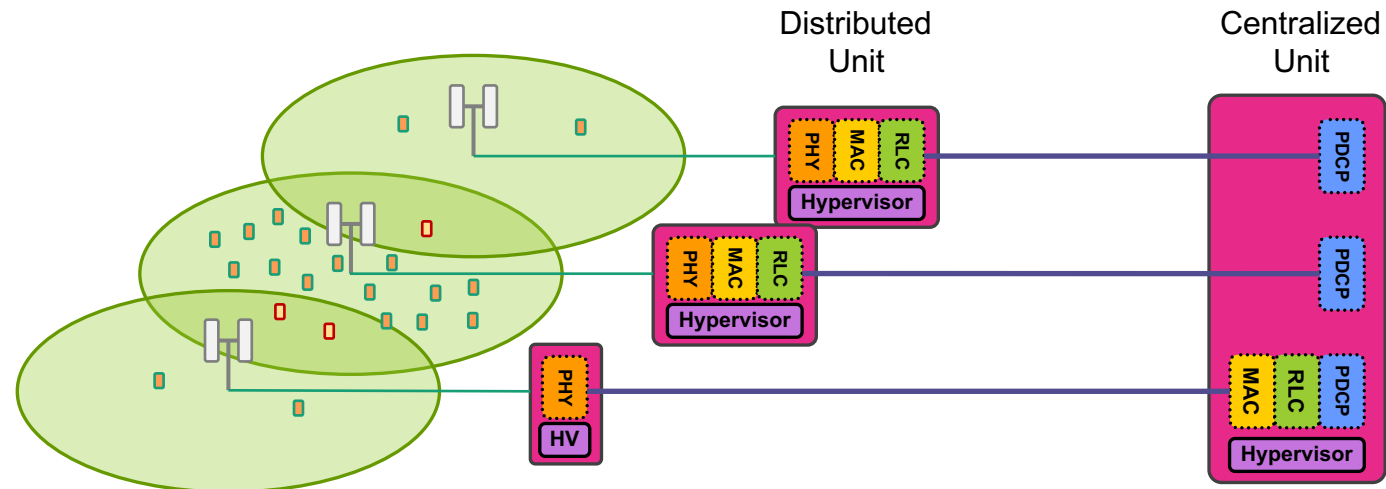 Distributed
Unit
Centralized
Unit
PHY
MAC
RLC
Hypervisor
PDCP
PHY
MAC
RLC
Hypervisor
PDCP
PHY
HV
MAC
RLC
PDCP
Hypervisor